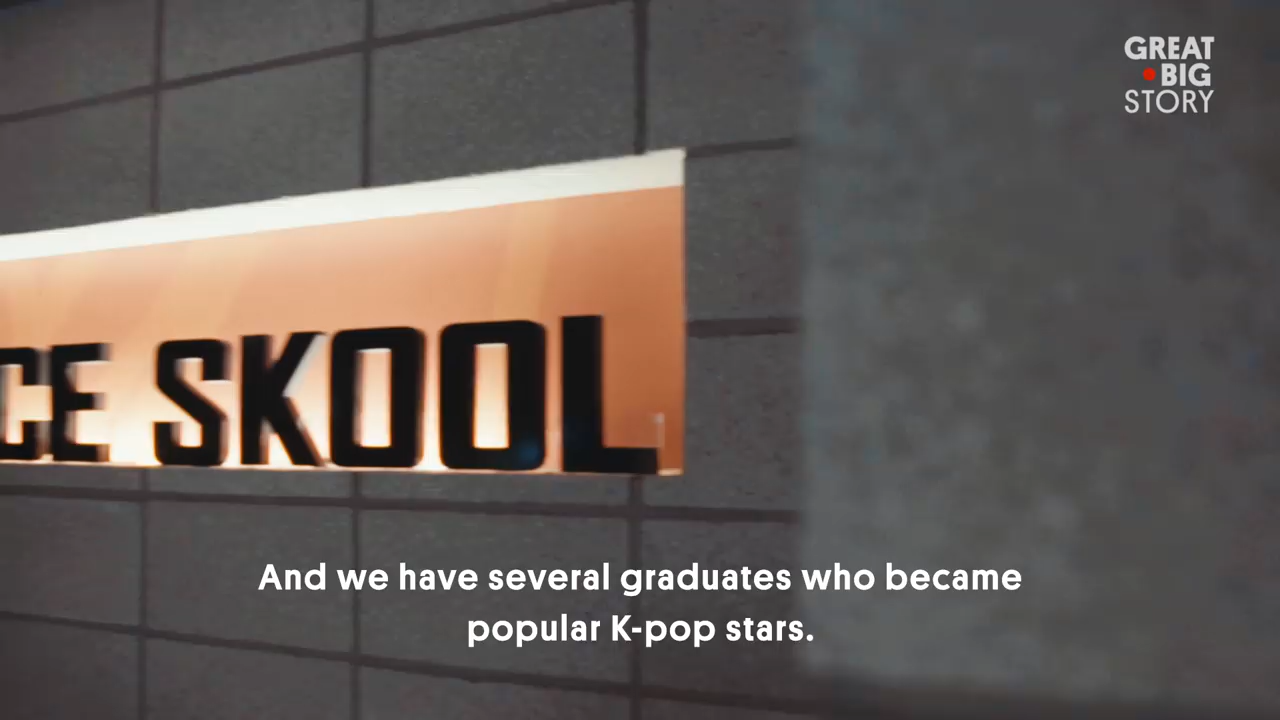 GREAT
BIG
STORY
CE SKOOL
And we have several graduates who became
popular K-pop stars.